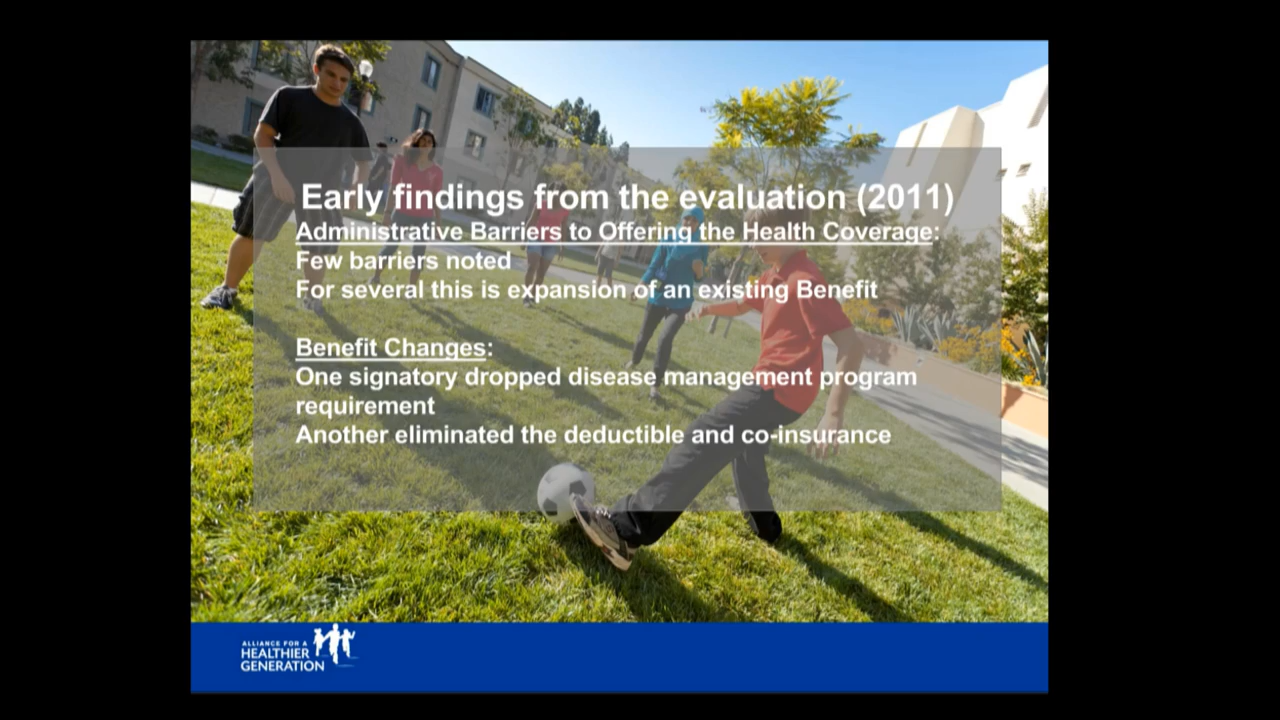 Early findings from the evaluation (2011)
Administrative Barriers to Offering the Health Coverage:
Few barriers noted
For several this is expansion of an existing Benefit
Benefit Changes:
One signatory dropped disease management program
requirement
Another eliminated the deductible and co-insurance
ALLIANCE FOR A
HEALTHIER
GENERATION